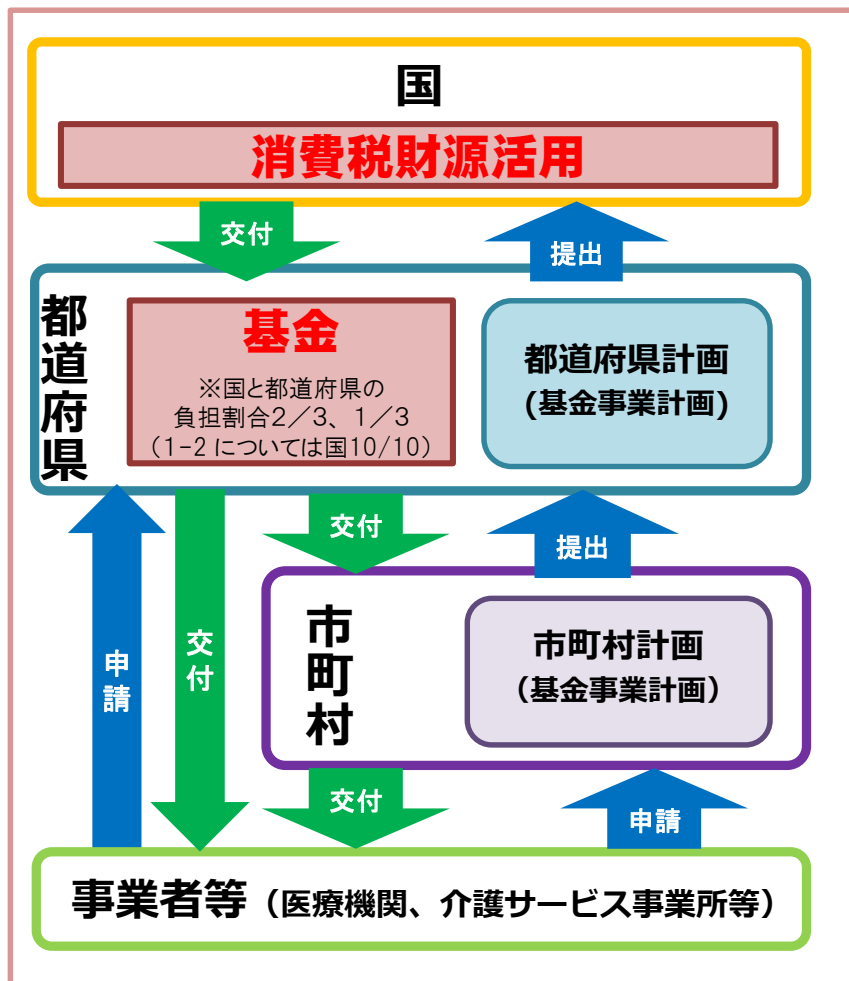 国
消費税財源活用
交付
提出
都道府県
基金
※国と都道府県の
負担割合2／3、1／3
（1-2 については国10/10）
都道府県計画
(基金事業計画)
交付
提出
申請
交付
市町村
市町村計画
（基金事業計画）
交付
申請
事業者等（医療機関、介護サービス事業所等）